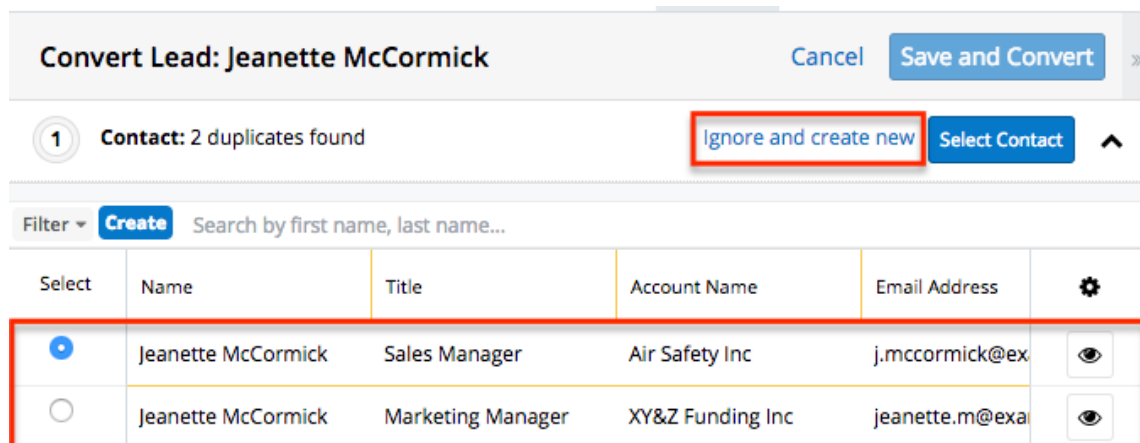 Convert Lead: Jeanette McCormick Cancel Save and Convert »
1 Contact: 2 duplicates found Ignore and create new Select Contact
Filter Create Search by first name, last name...
Select Name Title Account Name Email Address
Jeanette McCormick Sales Manager Air Safety Inc j.mccormick@ex
Jeanette McCormick Marketing Manager XY&Z Funding Inc jeanette.m@exa